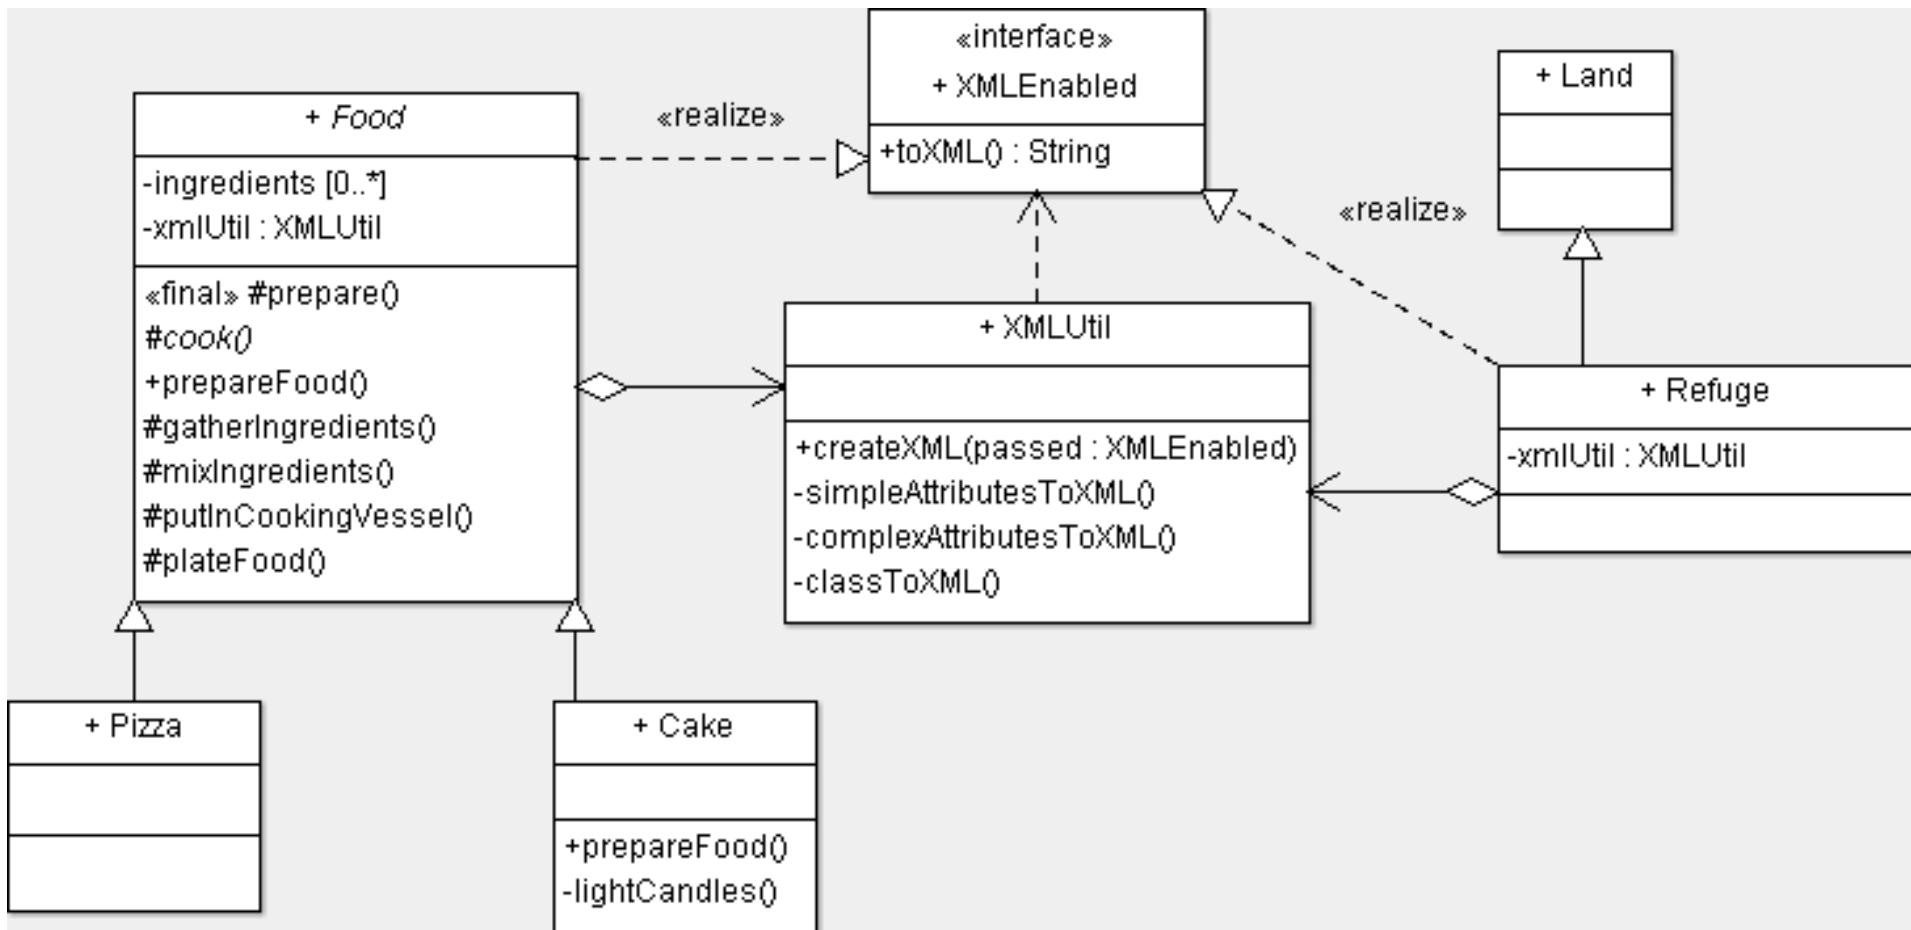 «interface»
+ XMLEnabled
+toXML() : String
+ Land
+ Food
-ingredients [0..*]
-xmlUtil : XMLUtil
«final» #prepare()
#cook()
+prepareFood()
#gatherIngredients()
#mixIngredients()
#putInCookingVessel()
#plateFood()
«realize»
«realize»
+ XMLUtil
+createXML(passed : XMLEnabled)
-simpleAttributesToXML()
-complexAttributesToXML()
-classToXML()
+ Refuge
-xmlUtil : XMLUtil
+ Pizza
+ Cake
+prepareFood()
-lightCandles()